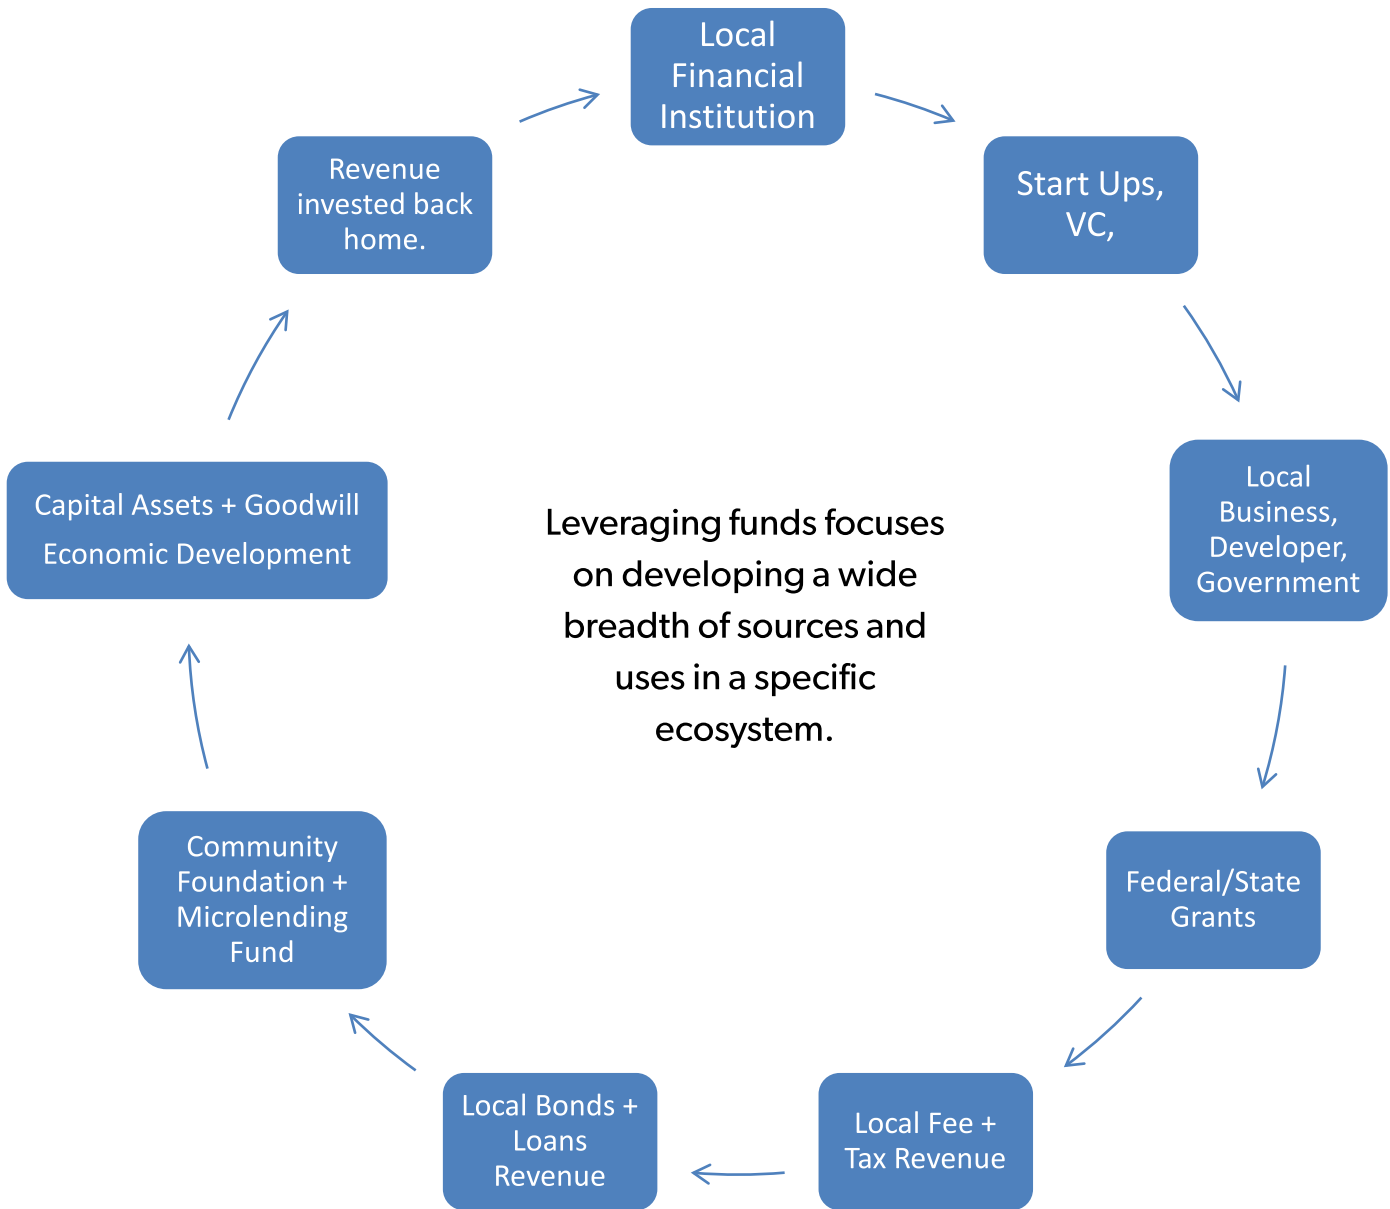 Local
Financial
Institution
Start Ups,
VC,
Local
Business,
Developer,
Government
Federal/State
Grants
Local Fee +
Tax Revenue
Local Bonds +
Loans
Revenue
Community
Foundation +
Microlending
Fund
Capital Assets + Goodwill
Economic Development
Revenue
invested back
home.
Leveraging funds focuses
on developing a wide
breadth of sources and
uses in a specific
ecosystem.